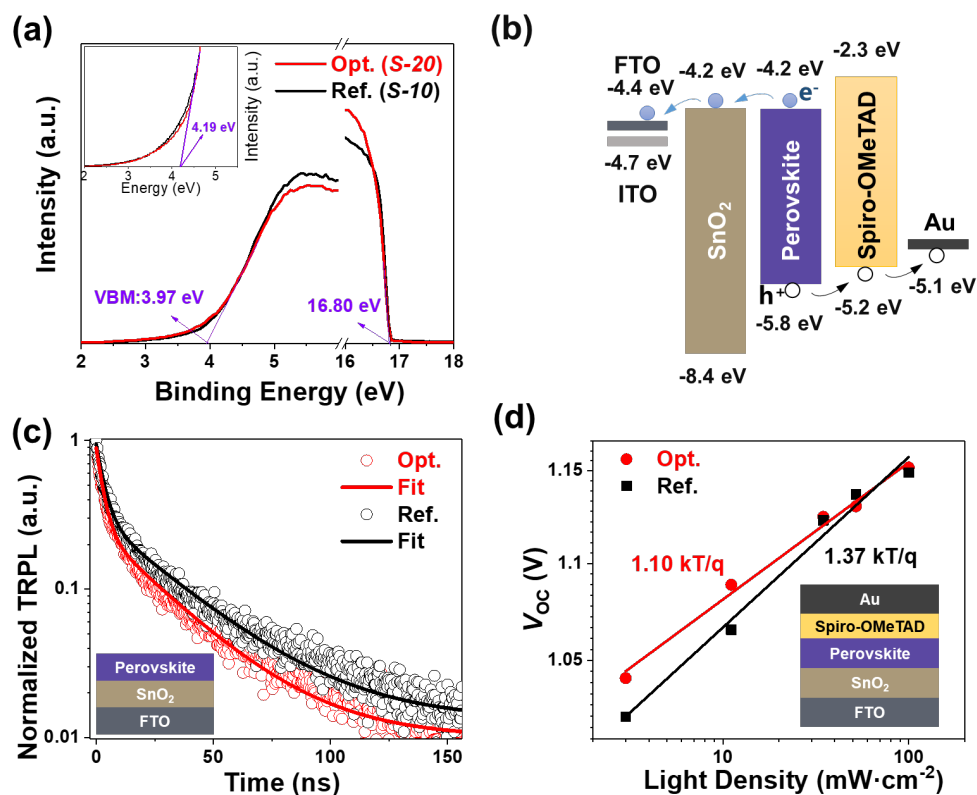 (a)
Opt. (S-20)
Ref. (S-10)
4.19 eV
Intensity (a.u.)
2 3 4 5
Energy (eV)
VBM:3.97 eV
16.80 eV
Intensity (a.u.)
2 3 4 5 6 16 17 18
Binding Energy (eV)
(b)
FTO
-4.4 eV
-4.2 eV
-4.2 eV
-2.3 eV
e-
-4.7 eV
ITO
SnO2
Perovskite
Spiro-OMeTAD
Au
h+
-5.8 eV
-5.2 eV
-5.1 eV
-8.4 eV
(c)
Opt.
Fit
Ref.
Fit
1
0.1
0.01
Normalized TRPL (a.u.)
Perovskite
SnO2
FTO
0 50 100 150
Time (ns)
(d)
Opt.
Ref.
1.15
1.10
1.05
VOC (V)
1.10 kT/q
1.37 kT/q
Au
Spiro-OMeTAD
Perovskite
SnO2
FTO
1 10 100
Light Density (mW·cm-2)